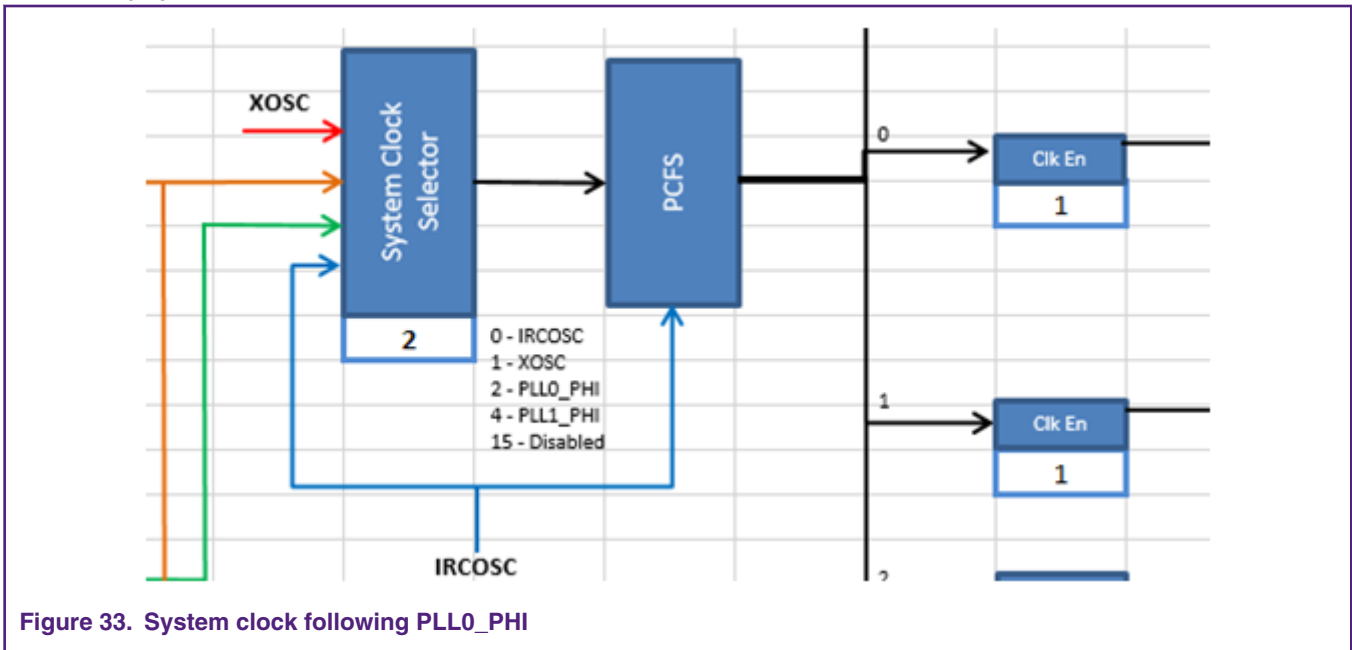 XOSC
System Clock
Selector
2
0 - IRCOSC
1 - XOSC
2 - PLL0_PHI
4 - PLL1_PHI
15 - Disabled
IRCOSC
PCFS
0
Clk En
1
1
Clk En
1
2
Figure 33. System clock following PLL0_PHI